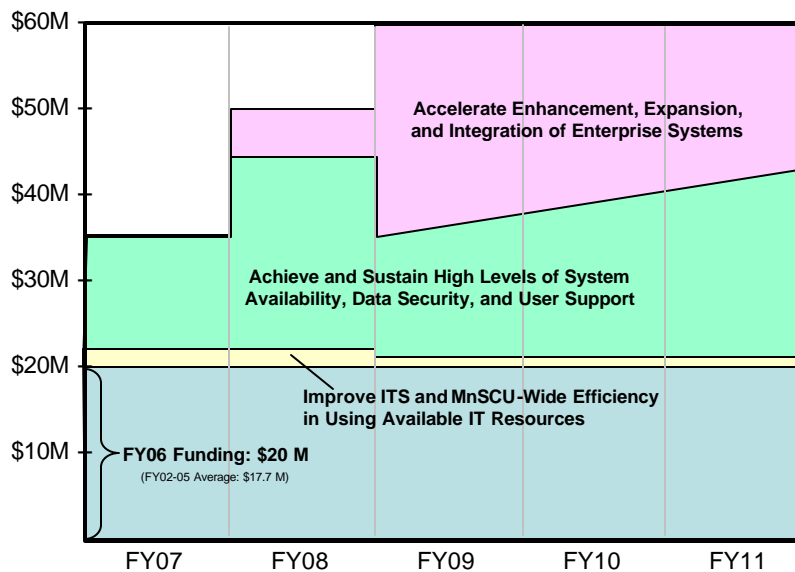 $60M
$50M
$40M
$30M
$20M
$10M
Accelerate Enhancement, Expansion,
and Integration of Enterprise Systems
Achieve and Sustain High Levels of System
Availability, Data Security, and User Support
Improve ITS and MnSCU-Wide Efficiency
in Using Available IT Resources
FY06 Funding: $20 M
(FY02-05 Average: $17.7 M)
FY07 FY08 FY09 FY10 FY11